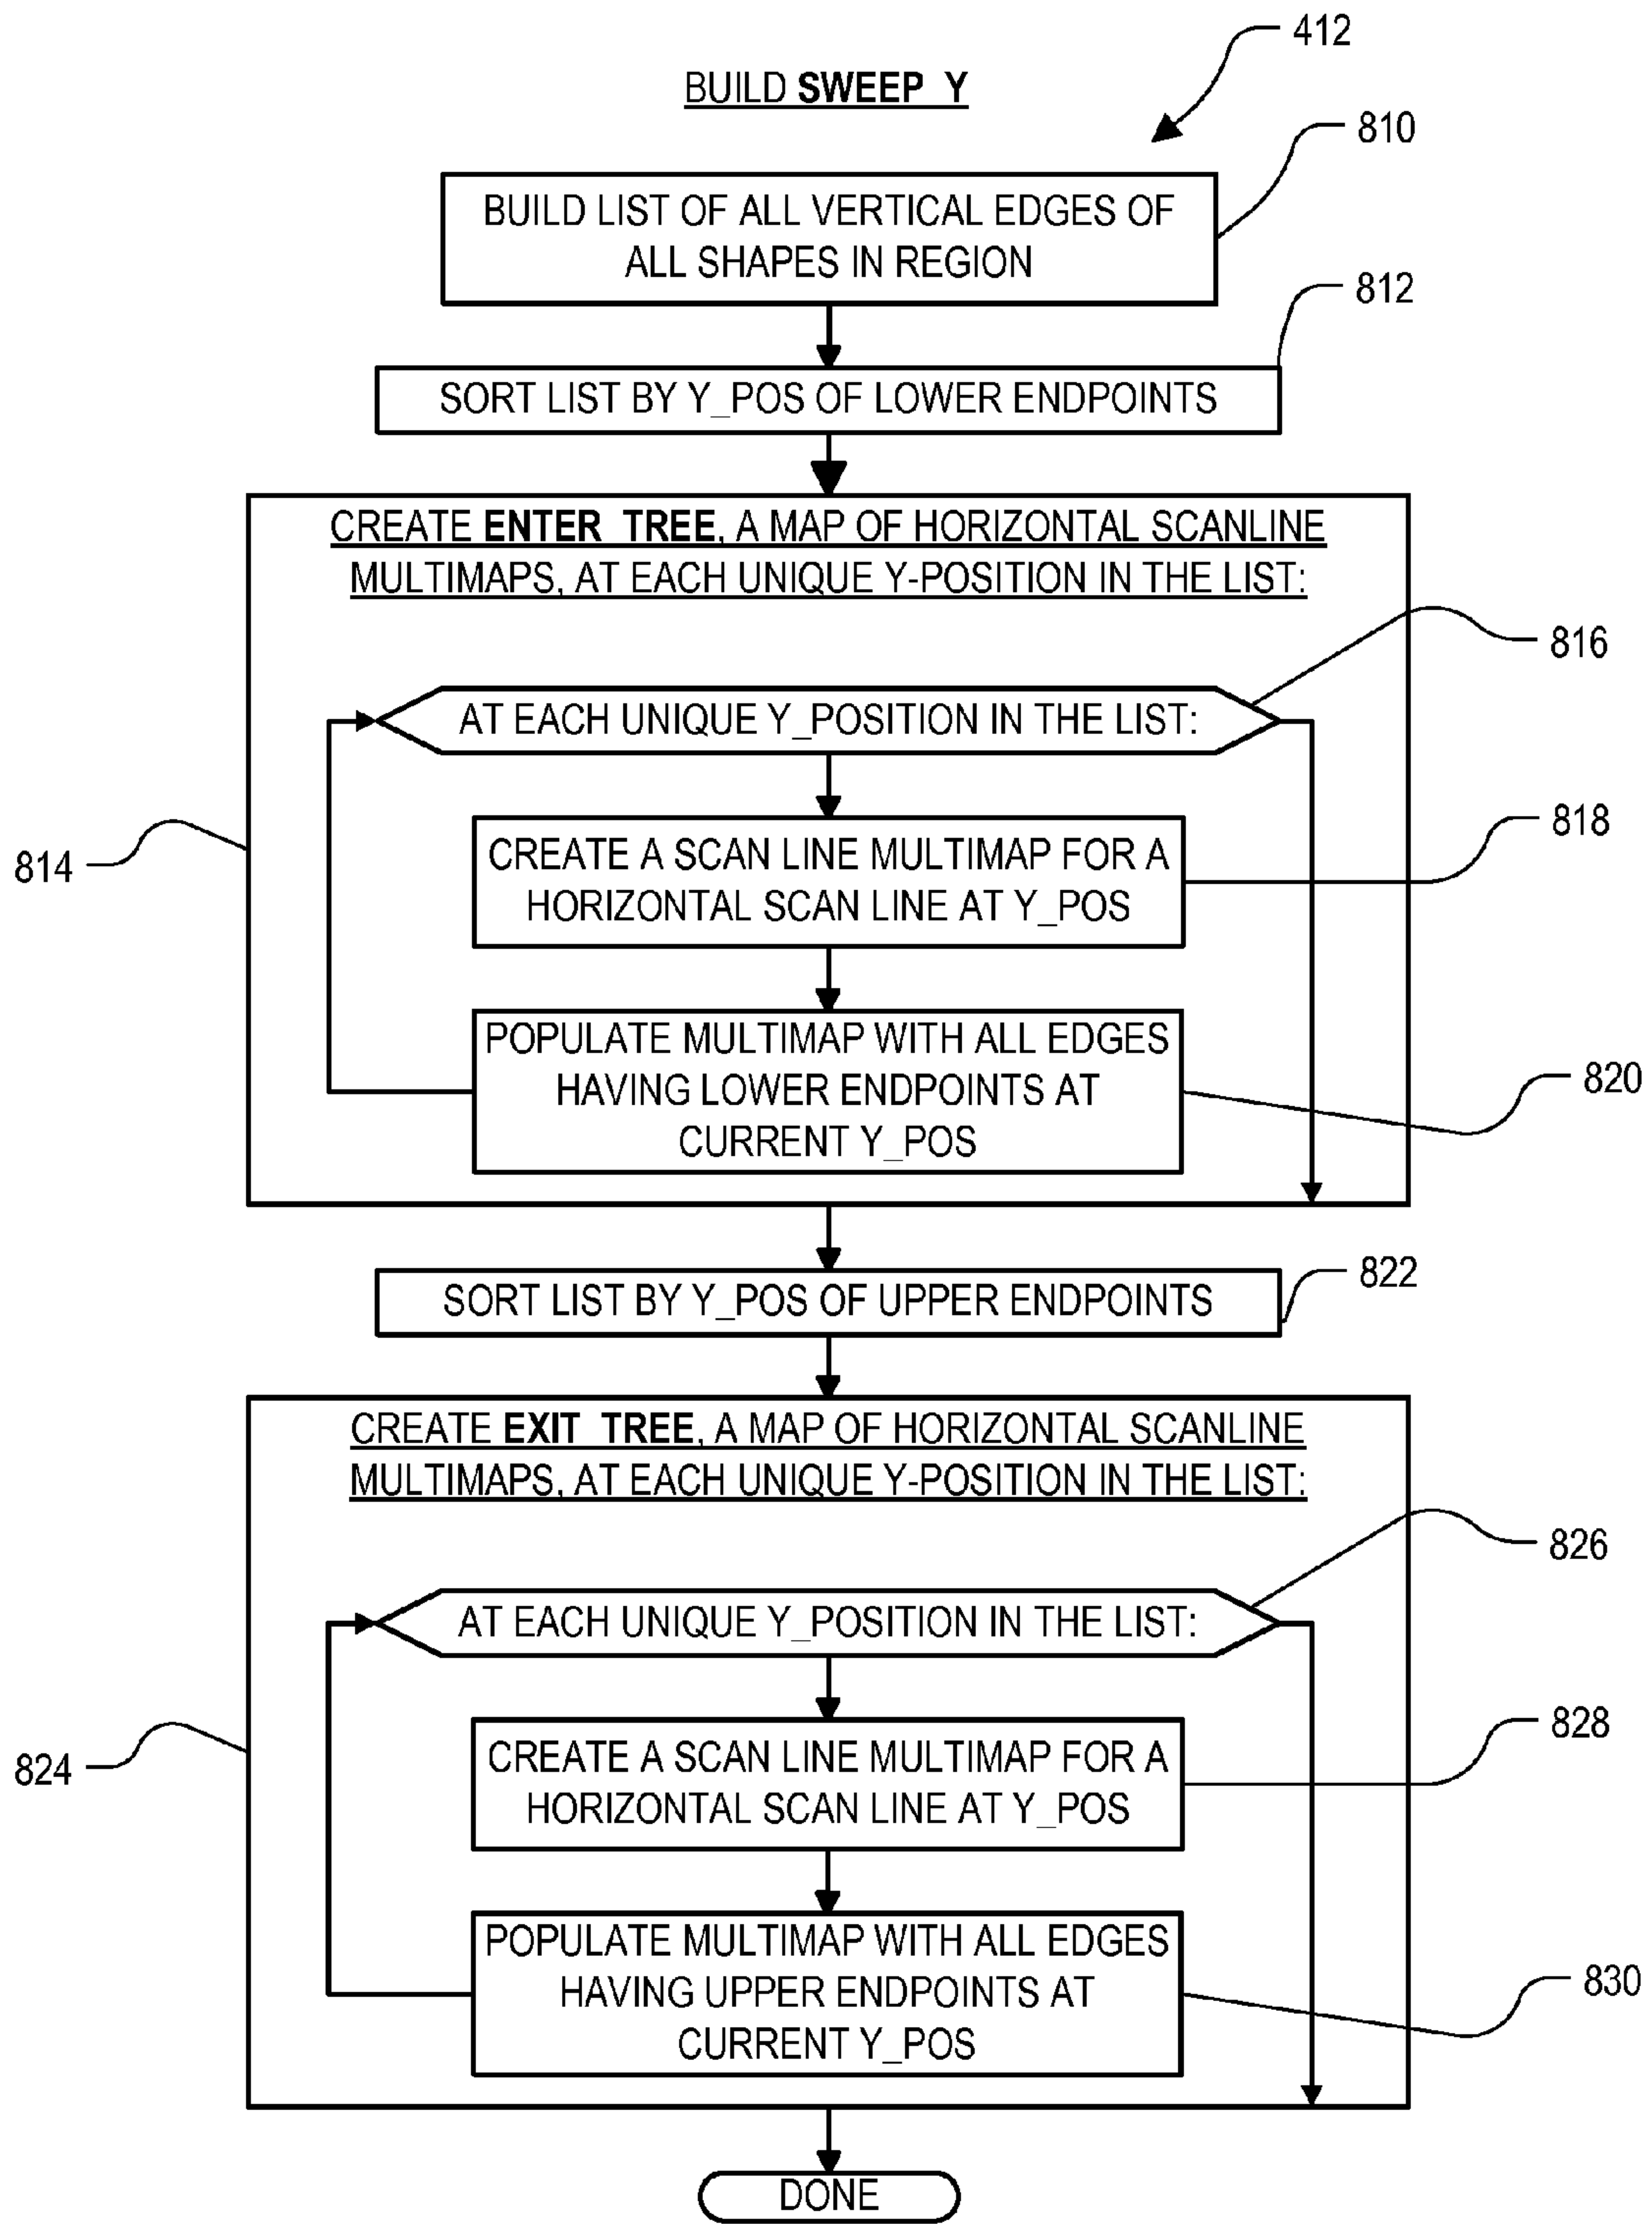 412
BUILD SWEEP_Y
810
BUILD LIST OF ALL VERTICAL EDGES OF
ALL SHAPES IN REGION
812
SORT LIST BY Y_POS OF LOWER ENDPOINTS
CREATE ENTER_TREE, A MAP OF HORIZONTAL SCANLINE
MULTIMAPS, AT EACH UNIQUE Y-POSITION IN THE LIST:
816
AT EACH UNIQUE Y_POSITION IN THE LIST:
818
814
CREATE A SCAN LINE MULTIMAP FOR A
HORIZONTAL SCAN LINE AT Y_POS
POPULATE MULTIMAP WITH ALL EDGES
HAVING LOWER ENDPOINTS AT
CURRENT Y_POS
820
822
SORT LIST BY Y_POS OF UPPER ENDPOINTS
CREATE EXIT_TREE, A MAP OF HORIZONTAL SCANLINE
MULTIMAPS, AT EACH UNIQUE Y-POSITION IN THE LIST:
826
AT EACH UNIQUE Y_POSITION IN THE LIST:
828
824
CREATE A SCAN LINE MULTIMAP FOR A
HORIZONTAL SCAN LINE AT Y_POS
POPULATE MULTIMAP WITH ALL EDGES
HAVING UPPER ENDPOINTS AT
CURRENT Y_POS
830
DONE